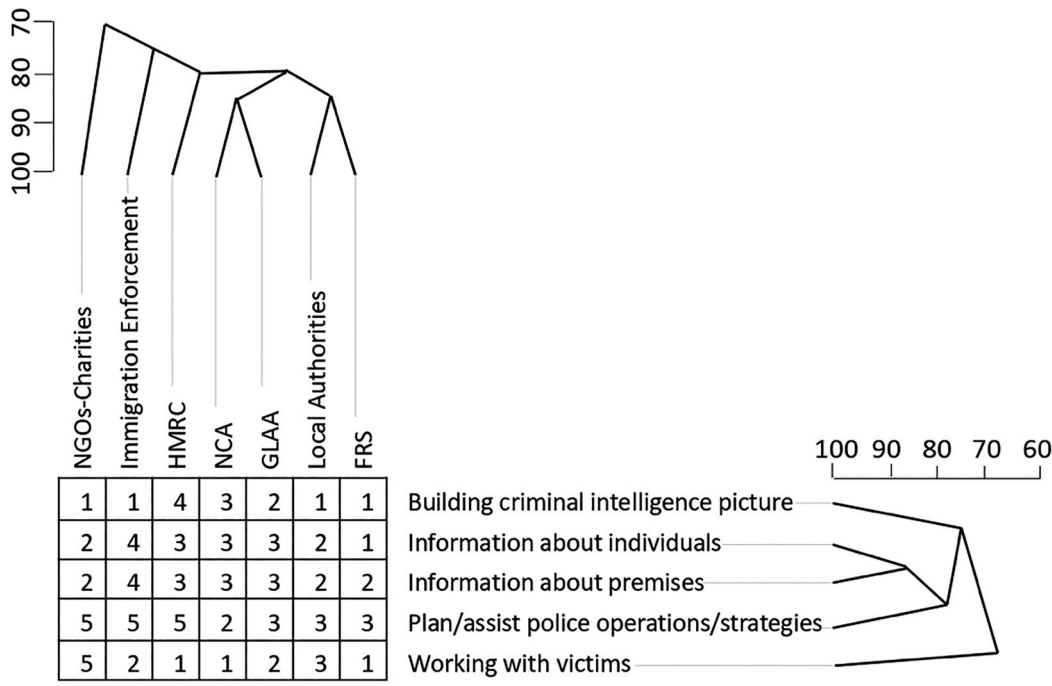 70
80
90
100
NGOs-Charities
Immigration Enforcement
HMRC
NCA
GLAA
Local Authorities
FRS
100 90 80 70 60
1 1 4 3 2 1 1 Building criminal intelligence picture
2 4 3 3 3 2 1 Information about individuals
2 4 3 3 3 2 2 Information about premises
5 5 5 2 3 3 3 Plan/assist police operations/strategies
5 2 1 1 2 3 1 Working with victims